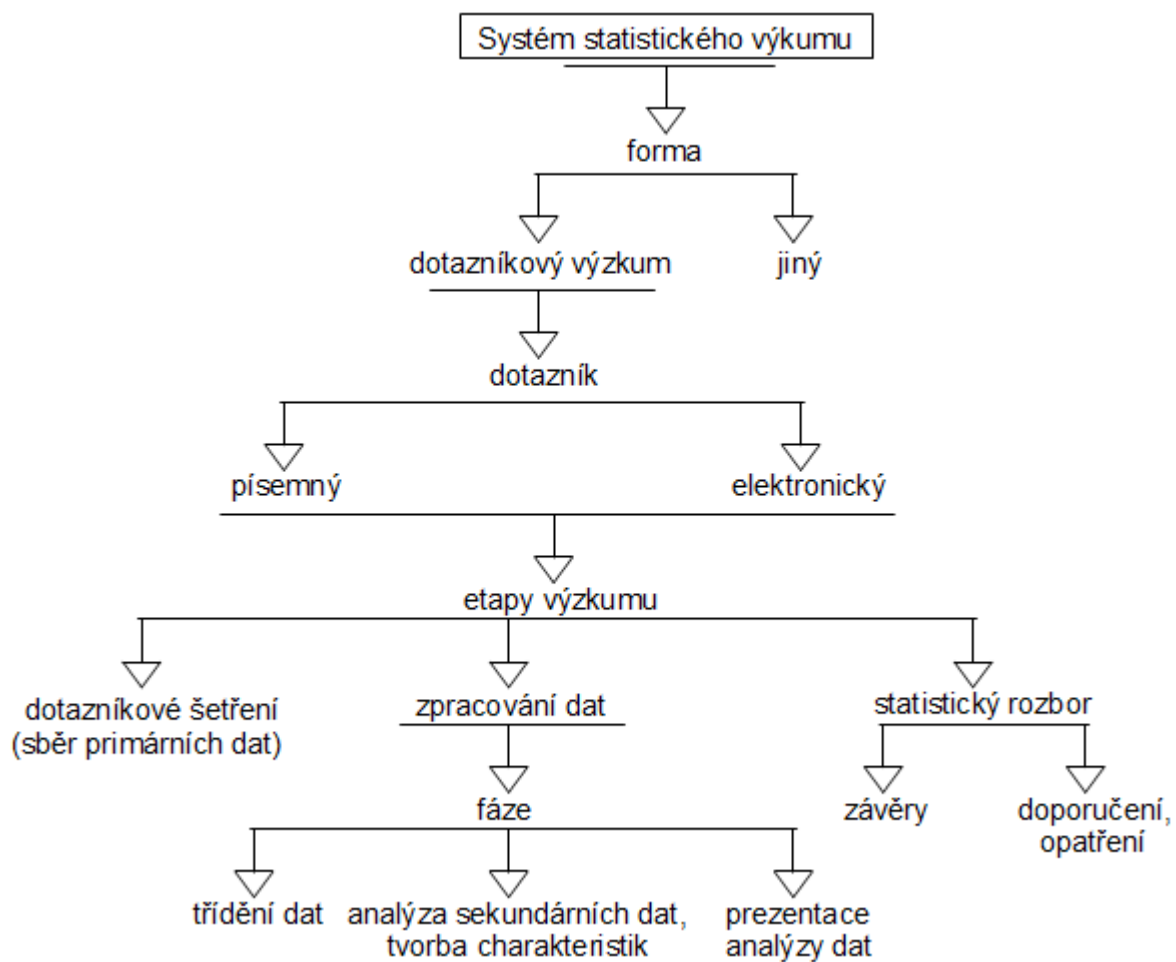 Systém statistického výkumu
forma
dotazníkový výzkum
jiný
dotazník
písemný
elektronický
etapy výzkumu
dotazníkové šetření
(sběr primárních dat)
zpracování dat
statistický rozbor
fáze
závěry
doporučení,
opatření
třídění dat
analýza sekundárních dat,
tvorba charakteristik
prezentace
analýzy dat